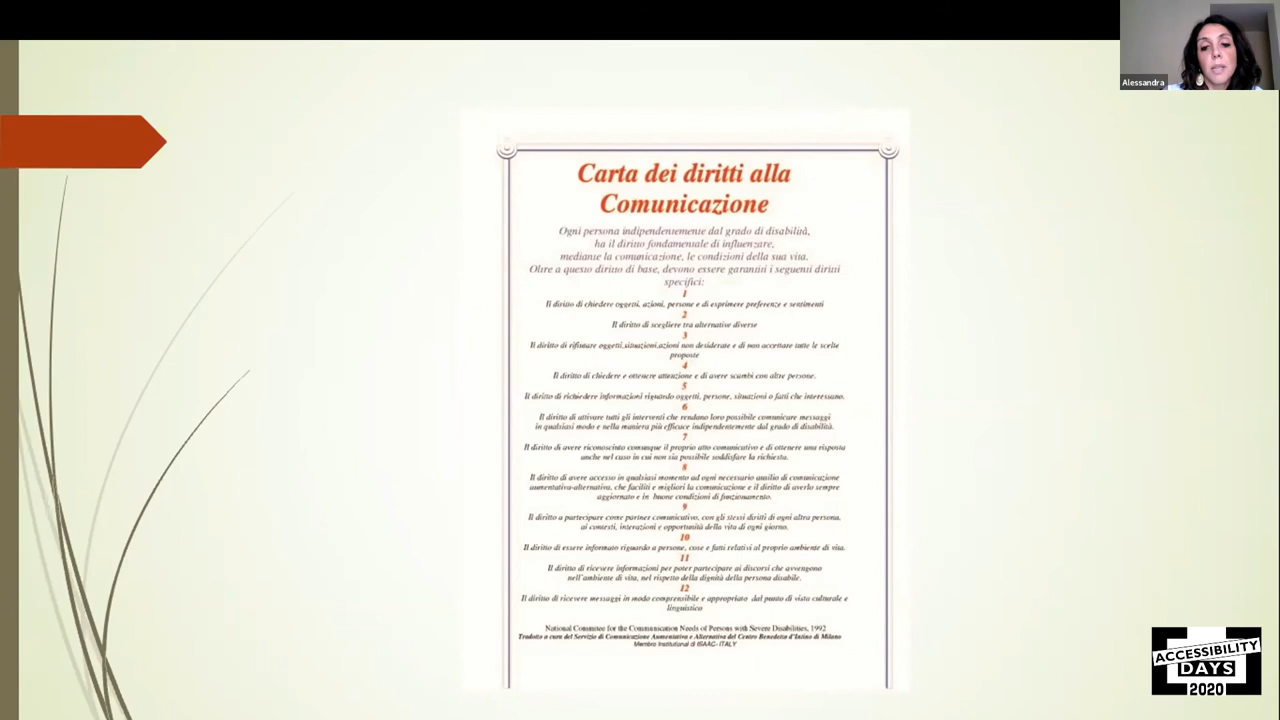 Alessandra
Carta dei diritti alla
Comunicazione
Ogni persona indipendentemente dal grado di disabilità,
ha il diritto fondamentale di influenzare,
mediante la comunicazione, le condizioni della sua vita.
Oltre a questo diritto di base, devono essere garantiti i seguenti diritti
specifici:
1
Il diritto di chiedere oggetti, azioni, persone e di esprimere preferenze e sentimenti
2
Il diritto di scegliere tra alternative diverse
3
Il diritto di rifiutare oggetti,situazioni,azioni non desiderate e di non accettare tutte le scelte
proposte
4
Il diritto di chiedere e ottenere attenzione e di avere scambi con altre persone.
5
Il diritto di richiedere informazioni riguardo oggetti, persone, situazioni o fatti che interessano.
6
Il diritto di attivare tutti gli interventi che rendano loro possibile comunicare messaggi
in qualsiasi modo e nella maniera più efficace indipendentemente dal grado di disabilità.
7
Il diritto di avere riconosciuto comunque il proprio atto comunicativo e di ottenere una risposta
anche nel caso in cui non sia possibile soddisfare la richiesta.
8
Il diritto di avere accesso in qualsiasi momento ad ogni necessario ausilio di comunicazione
aumentativa-alternativa, che faciliti e migliori la comunicazione e il diritto di averlo sempre
aggiornato e in buone condizioni di funzionamento.
9
Il diritto a partecipare come partner comunicativo, con gli stessi diritti di ogni altra persona,
ai contesti, interazioni e opportunità della vita di ogni giorno.
10
Il diritto di essere informato riguardo a persone, cose e fatti relativi al proprio ambiente di vita.
11
Il diritto di ricevere informazioni per poter partecipare ai discorsi che avvengono
nell'ambiente di vita, nel rispetto della dignità della persona disabile.
12
Il diritto di ricevere messaggi in modo comprensibile e appropriato dal punto di vista culturale e
linguistico
National Committee for the Communication Needs of Persons with Severe Disabilities, 1992
Tradotto a cura del Servizio di Comunicazione Aumentativa e Alternativa del Centro Benedetta d'Intino di Milano
Membro Institutional di ISAAC- ITALY
ACCESSIBILITY
DAYS
2020